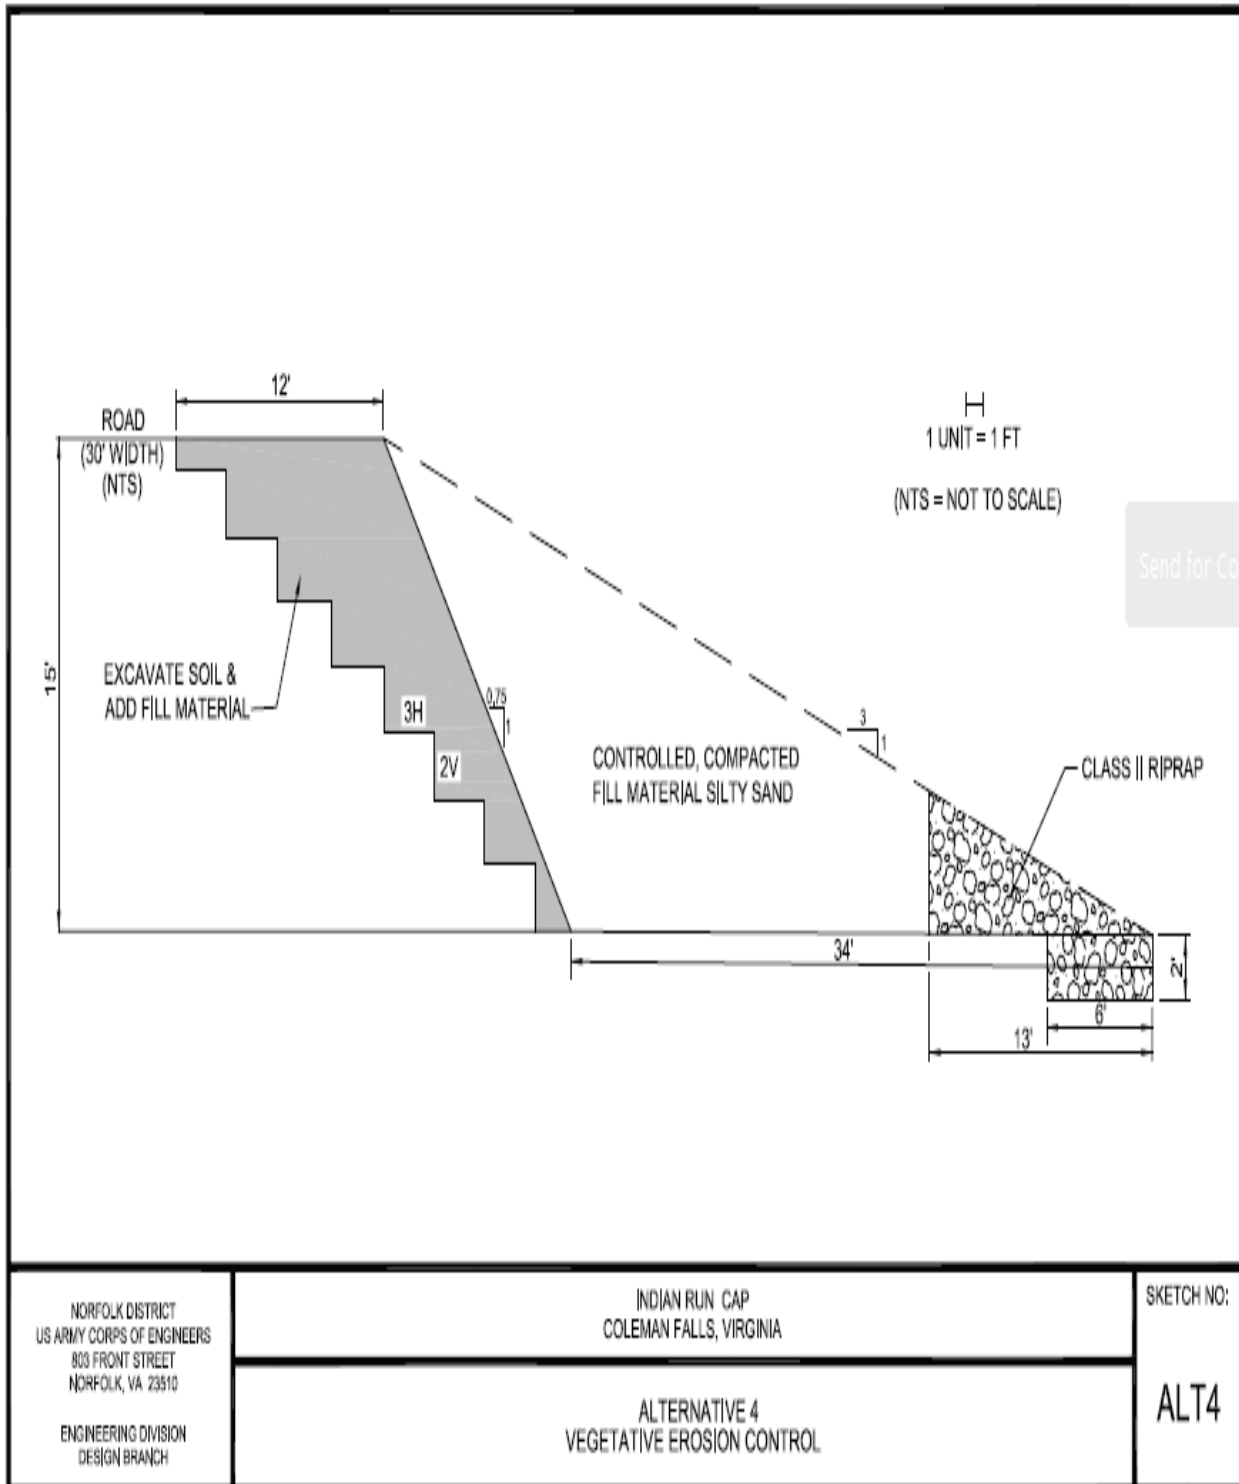 12'
ROAD
(30' WIDTH)
(NTS)
1 UNIT = 1 FT
(NTS = NOT TO SCALE)
Send for Co
15'
EXCAVATE SOIL &
ADD FILL MATERIAL
3H
2V
0.75
1
3
1
CONTROLLED, COMPACTED
FILL MATERIAL SILTY SAND
CLASS II RIPRAP
34'
2'
6'
13'
NORFOLK DISTRICT
US ARMY CORPS OF ENGINEERS
803 FRONT STREET
NORFOLK, VA 23510
ENGINEERING DIVISION
DESIGN BRANCH
INDIAN RUN CAP
COLEMAN FALLS, VIRGINIA
ALTERNATIVE 4
VEGETATIVE EROSION CONTROL
SKETCH NO:
ALT4